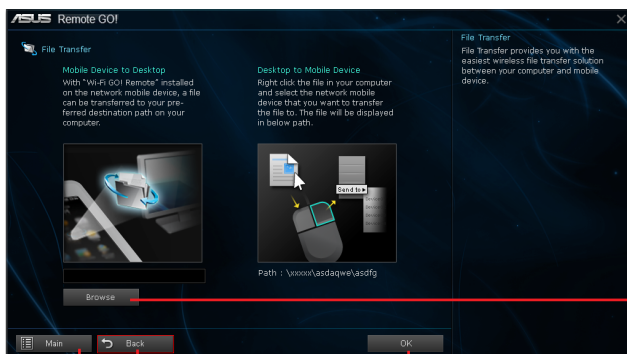 ASUS Remote GO!
File Transfer
Mobile Device to Desktop
With "Wi-Fi GO! Remote" installed
on the network mobile device, a file
can be transferred to your pre-
ferred destination path on your
computer.
Browse
Desktop to Mobile Device
Right click the file in your computer
and select the network mobile
device that you want to transfer
the file to. The file will be displayed
in below path.
Send to
Path : \xxxxx\asdaqwe\asdfg
File Transfer
File Transfer provides you with the
easiest wireless file transfer solution
between your computer and mobile
device.
Main
Back
OK